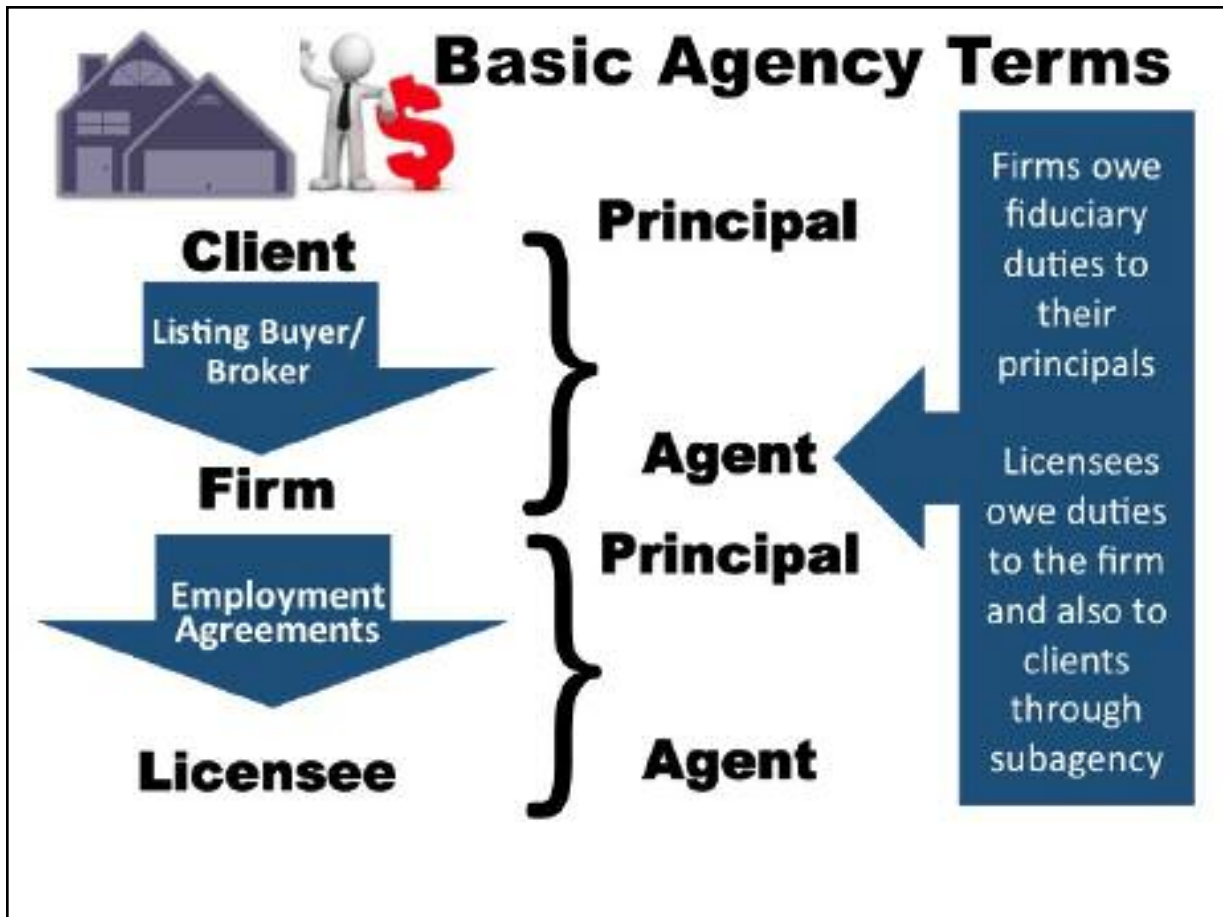 Basic Agency Terms
Client
Listing Buyer/
Broker
Firm
Employment
Agreements
Licensee
Principal
Agent
Principal
Agent
Firms owe
fiduciary
duties to
their
principals
Licensees
owe duties
to the firm
and also to
clients
through
subagency